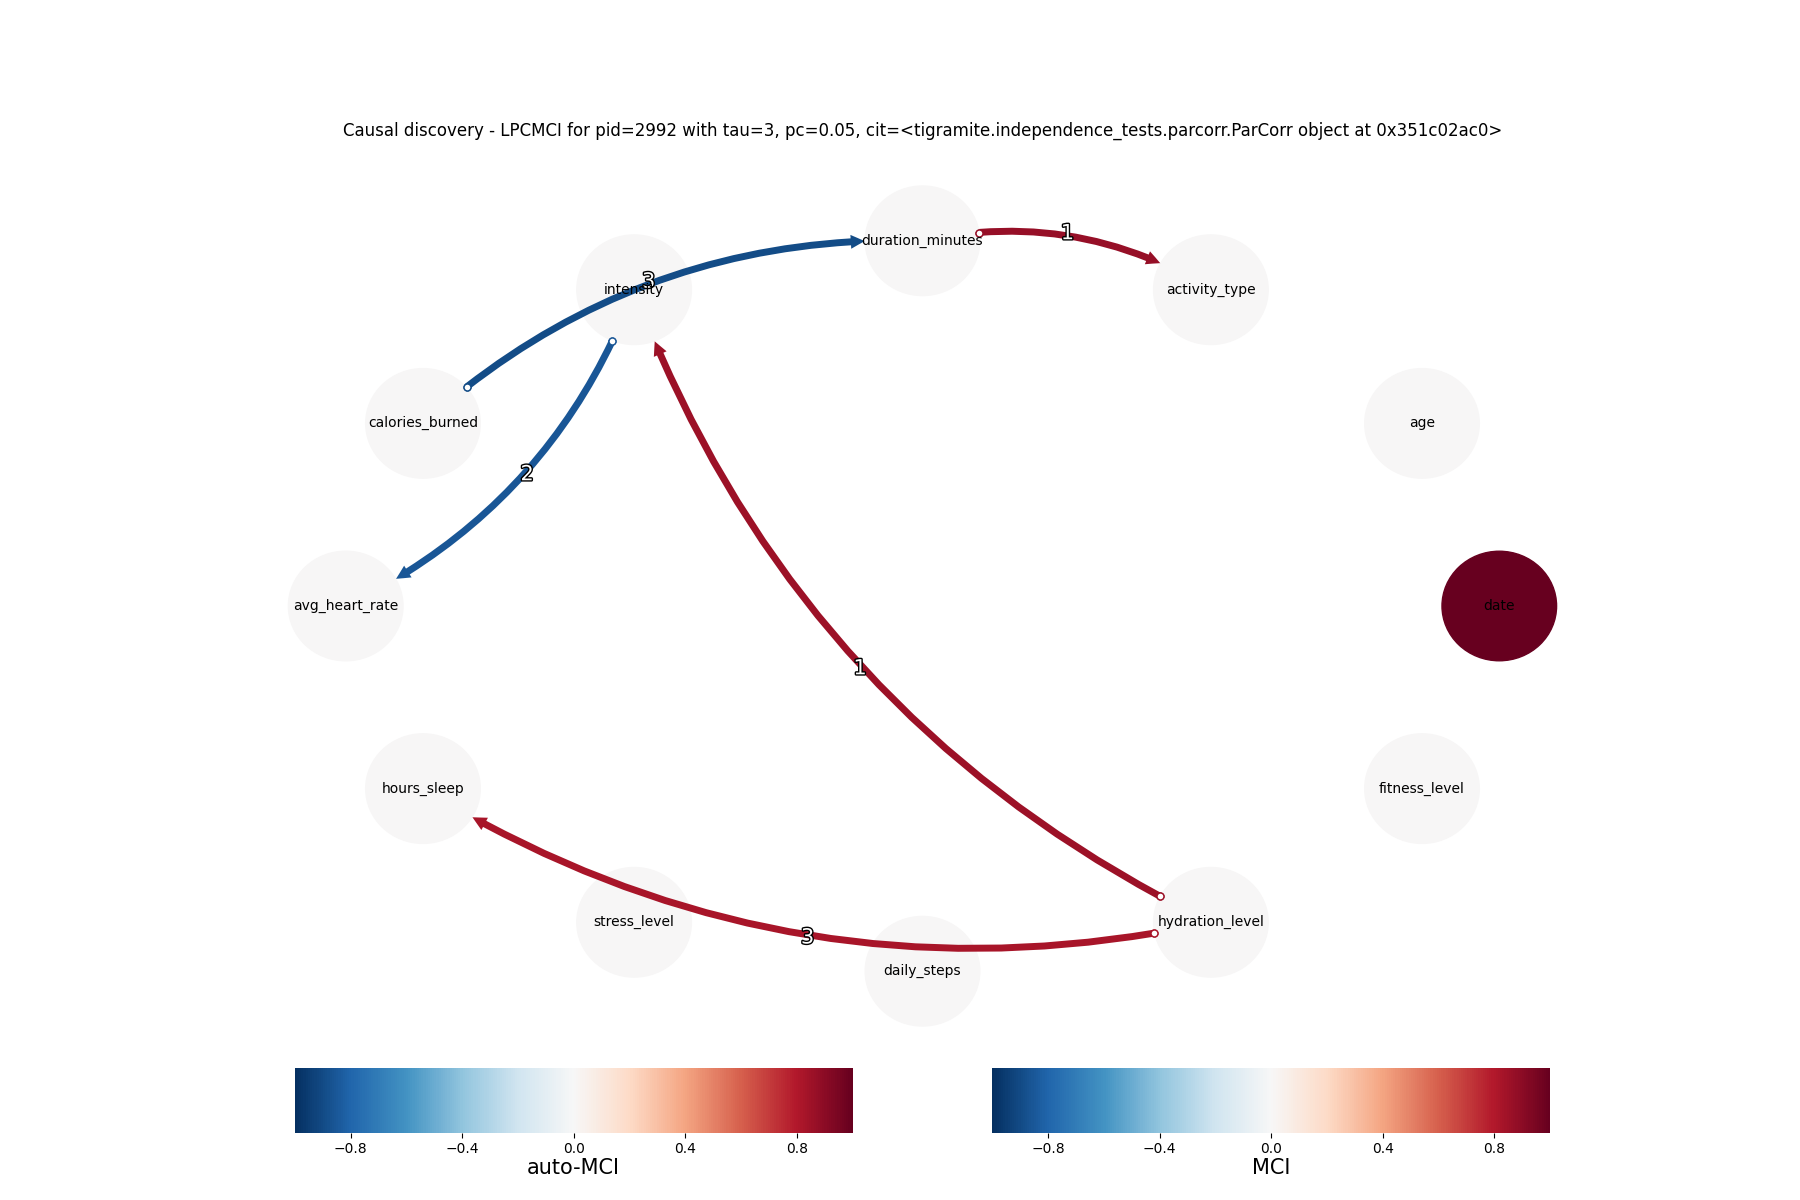 Causal discovery - LPCMCI for pid=2992 with tau=3, pc=0.05, cit=<tigramite.independence_tests.parcorr.ParCorr object at 0x351c02ac0>
duration_minutes
1
3
intensity
activity_type
calories_burned
age
2
avg_heart_rate
date
1
hours_sleep
fitness_level
stress_level
3
hydration_level
daily_steps
−0.8 −0.4 0.0 0.4 0.8
auto-MCI
−0.8 −0.4 0.0 0.4 0.8
MCI